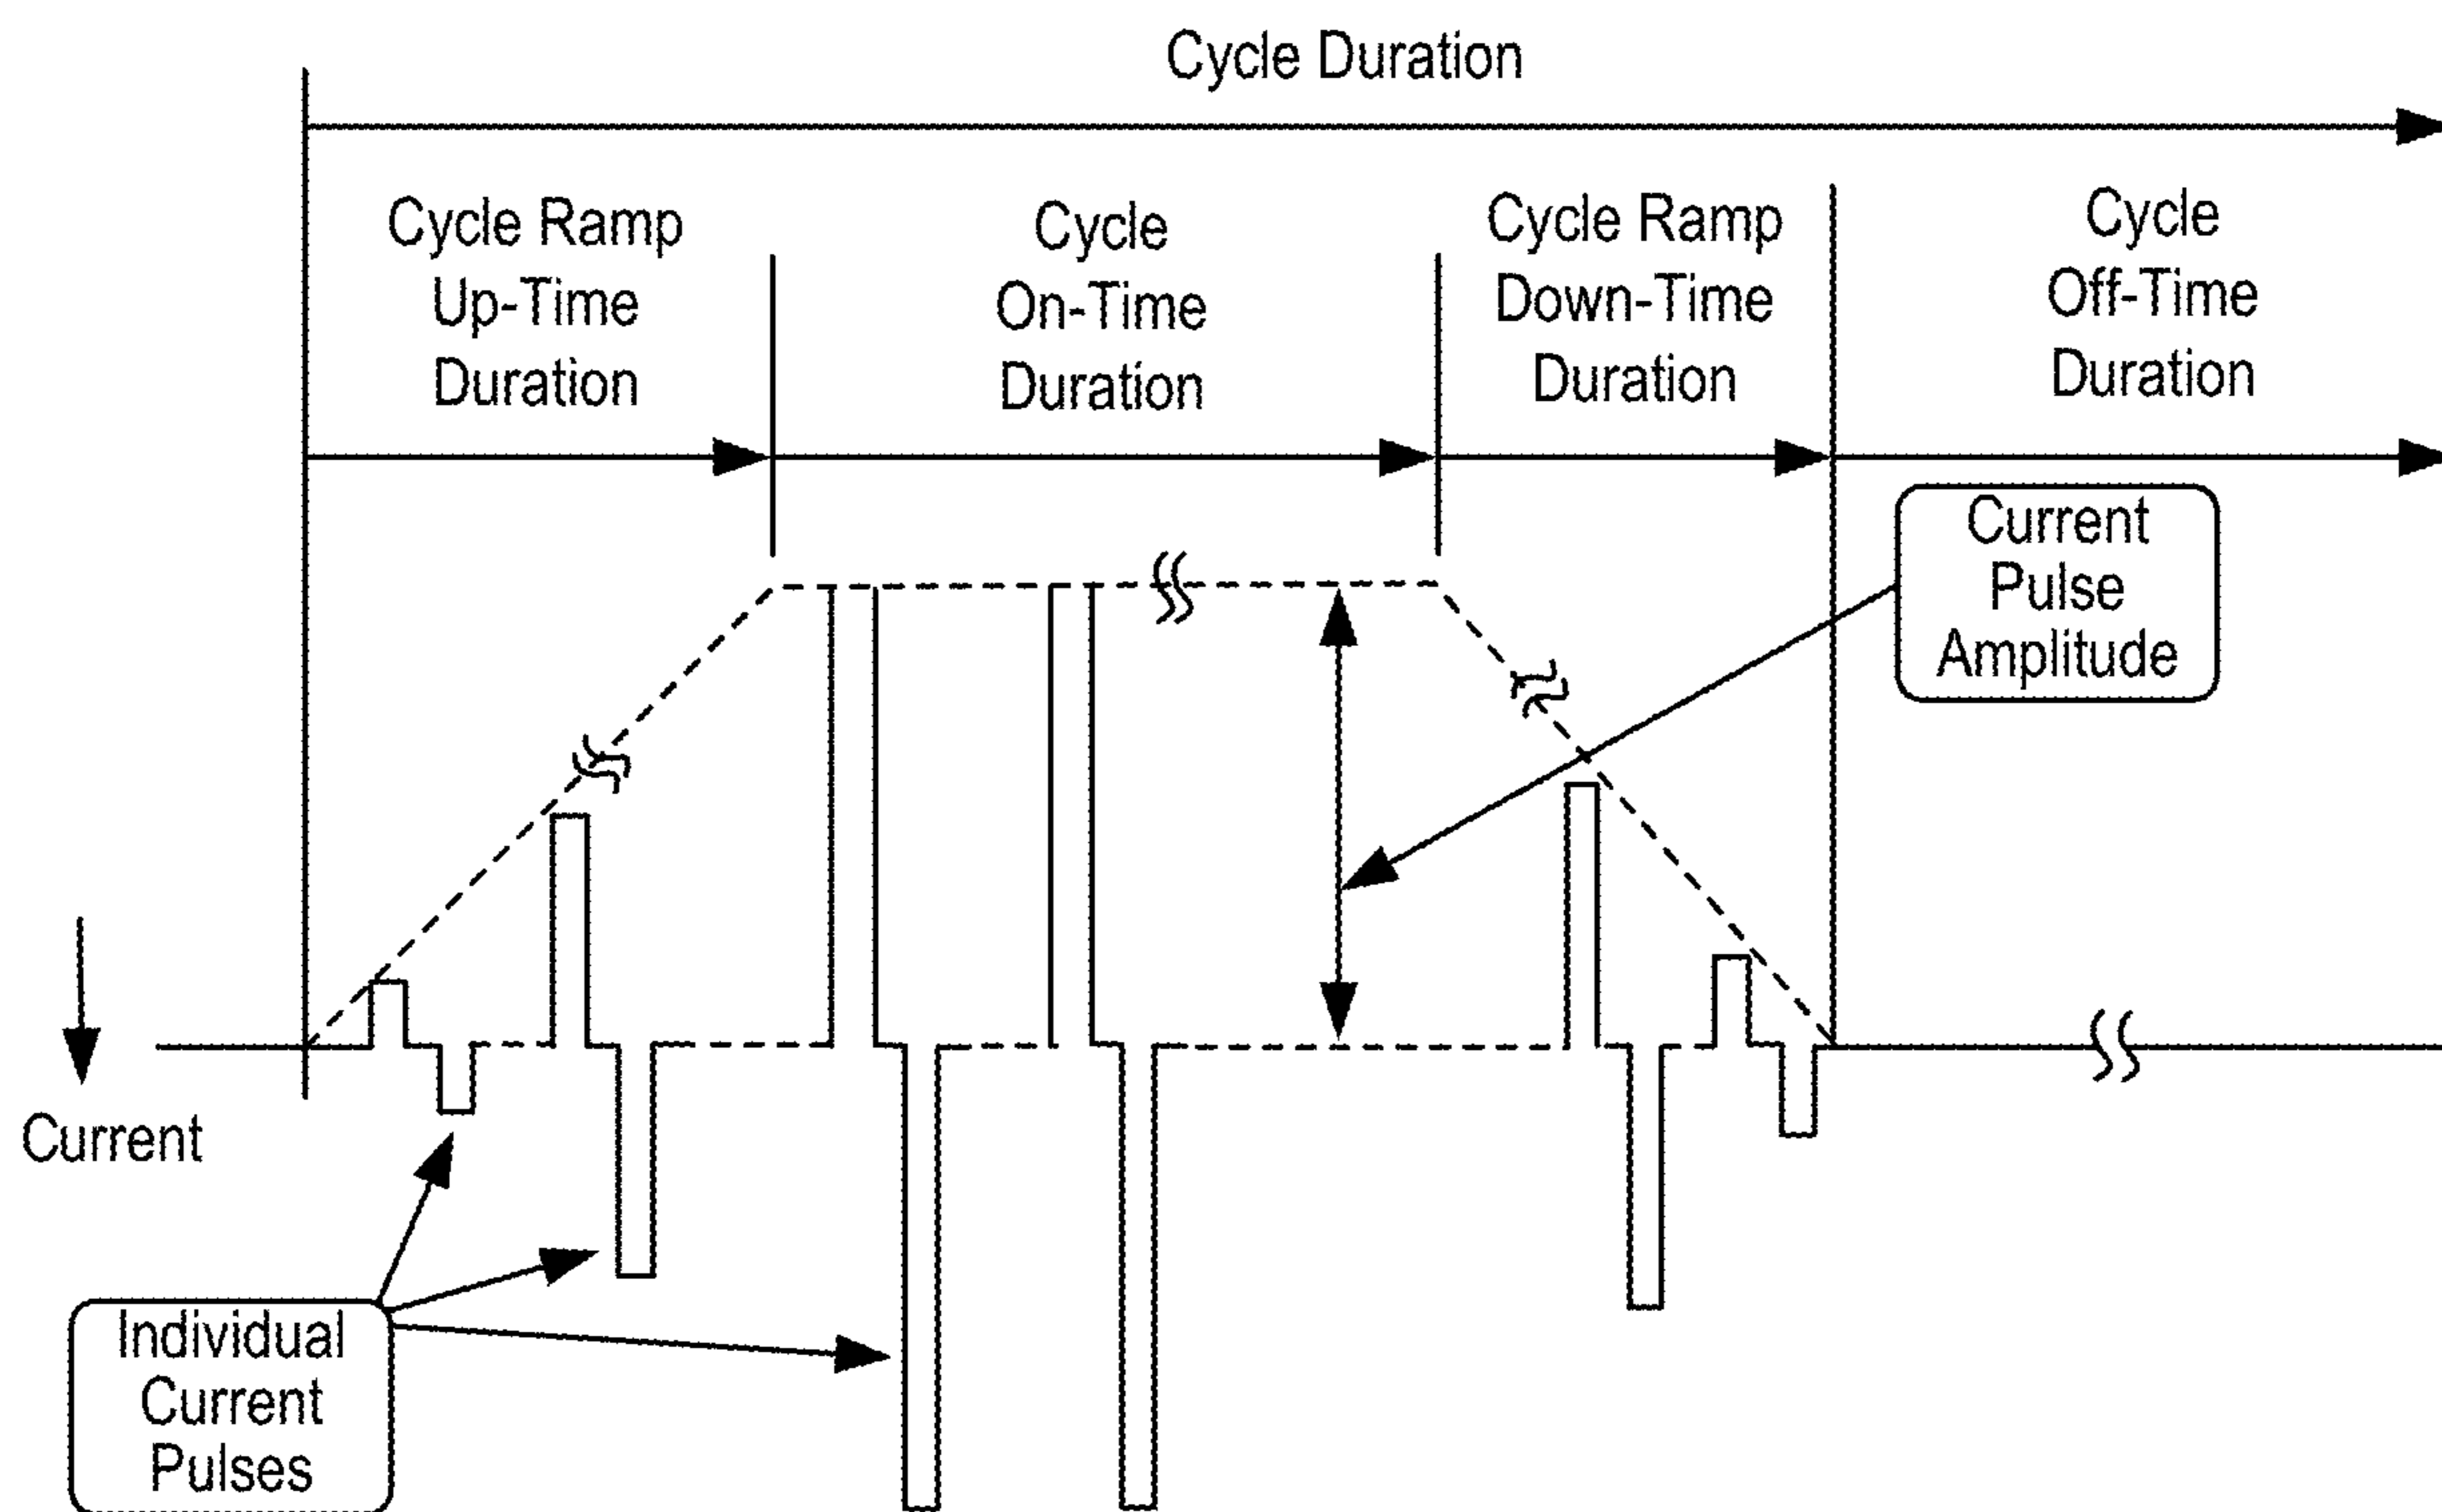 Cycle Duration
Cycle Ramp
Up-Time
Duration
Cycle
On-Time
Duration
Cycle Ramp
Down-Time
Duration
Cycle
Off-Time
Duration
Current
Pulse
Amplitude
Current
Individual
Current
Pulses